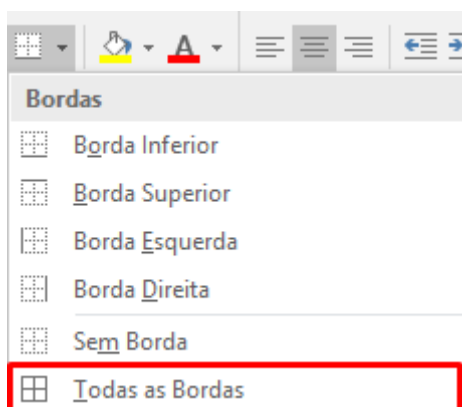 A
Bordas
Borda Inferior
Borda Superior
Borda Esquerda
Borda Direita
Sem Borda
Todas as Bordas